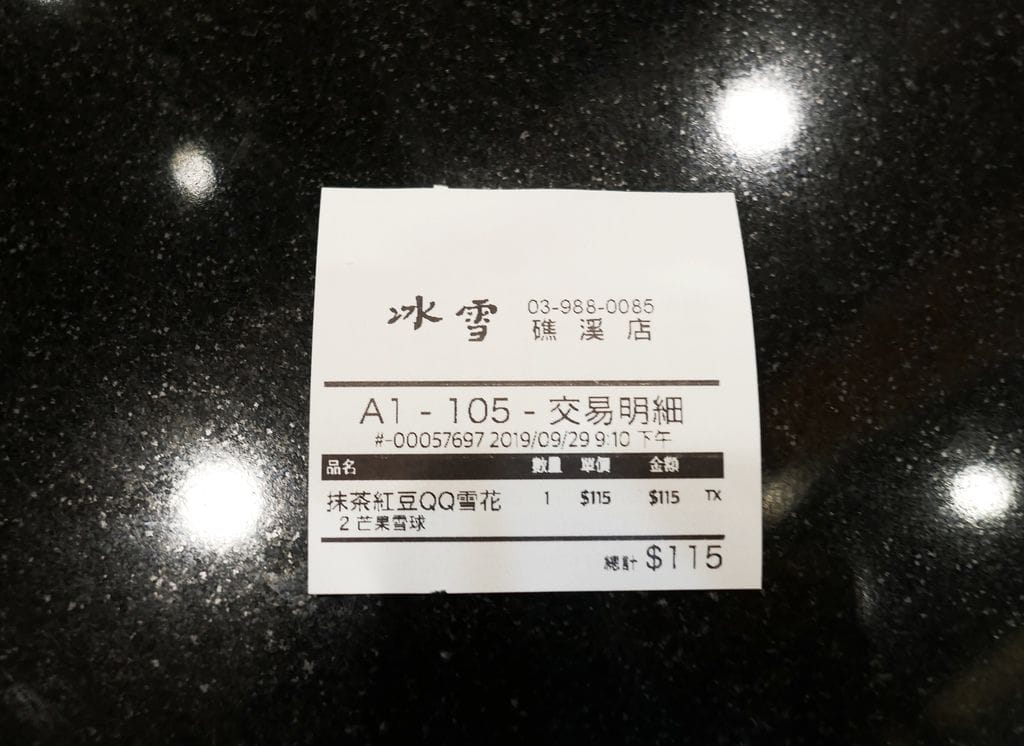 冰雪 03-988-0085
礁溪店
A1 - 105 - 交易明細
#-00057697 2019/09/29 9:10 下午
品名 數量 單價 金額
抹茶紅豆QQ雪花 1 $115 $115 TX
2 芒果雪球
總計 $115